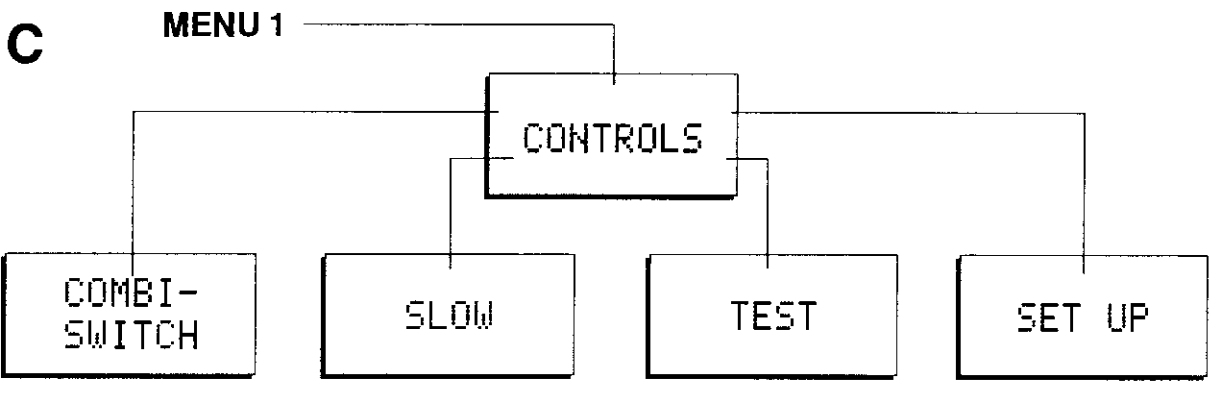 C
MENU 1
CONTROLS
COMBI-
SWITCH
SLOW
TEST
SET UP